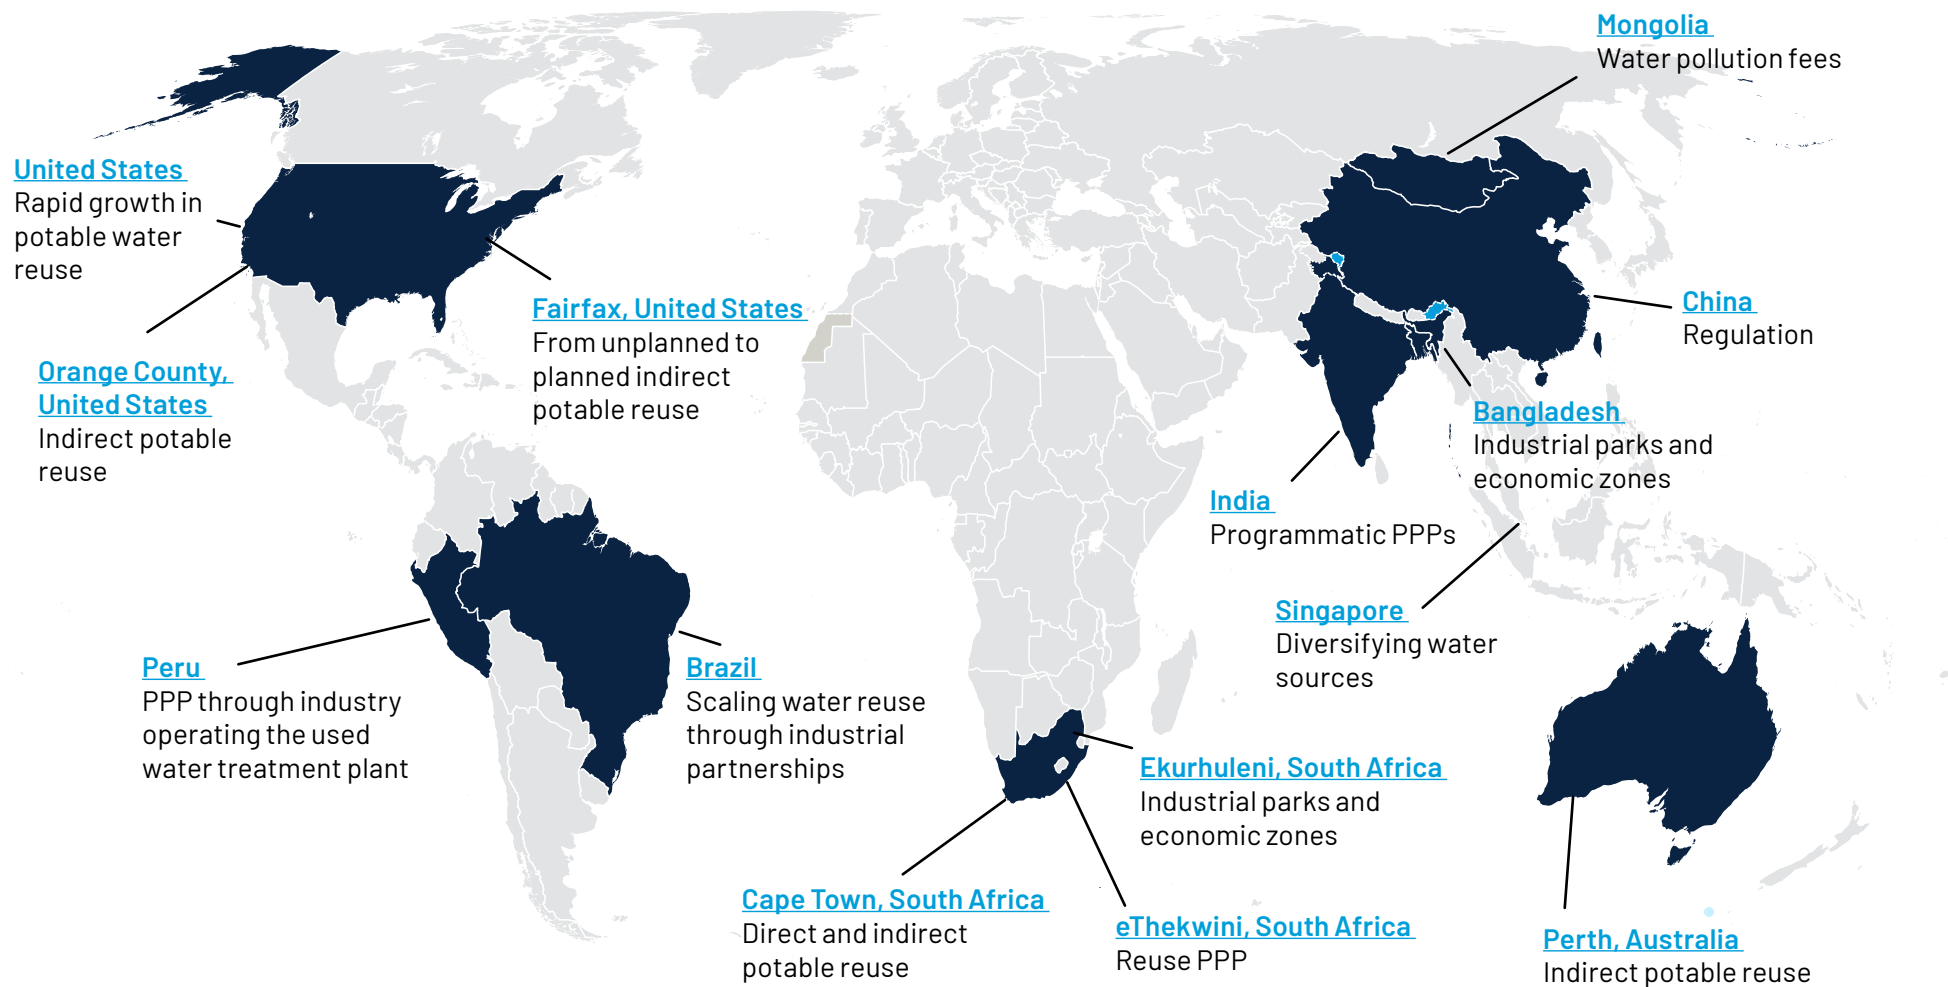 Mongolia
Water pollution fees
United States
Rapid growth in
potable water
reuse
Fairfax, United States
From unplanned to
planned indirect
potable reuse
China
Regulation
Orange County,
United States
Indirect potable
reuse
Bangladesh
Industrial parks and
economic zones
India
Programmatic PPPs
Singapore
Diversifying water
sources
Peru
PPP through industry
operating the used
water treatment plant
Brazil
Scaling water reuse
through industrial
partnerships
Ekurhuleni, South Africa
Industrial parks and
economic zones
Cape Town, South Africa
Direct and indirect
potable reuse
eThekwini, South Africa
Reuse PPP
Perth, Australia
Indirect potable reuse